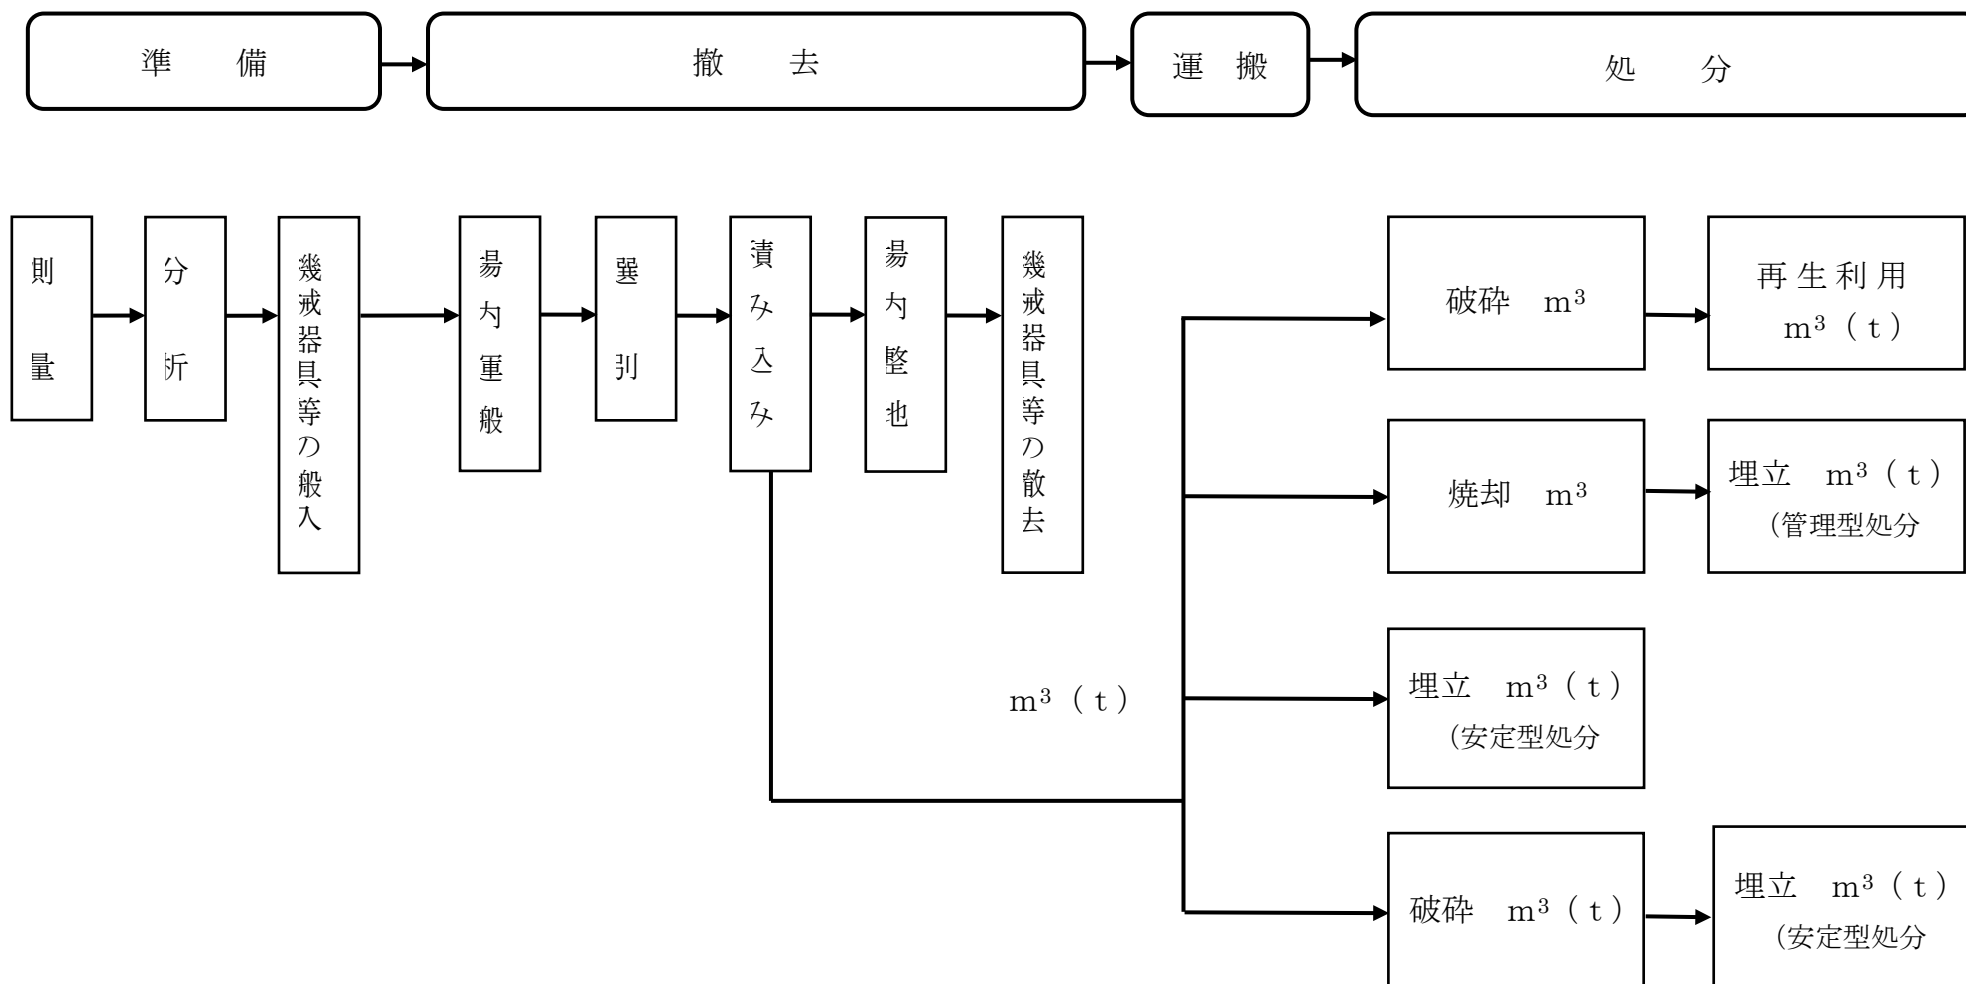 準　備
撤　去
運　搬
処　分
測量
分析
機械器具等の搬入
場内運搬
選別
積み込み
場内整地
機械器具等の撤去
破砕　m³
再生利用
m³（t）
焼却　m³
埋立　m³（t）
（管理型処分
m³（t）
埋立　m³（t）
（安定型処分
破砕　m³（t）
埋立　m³（t）
（安定型処分